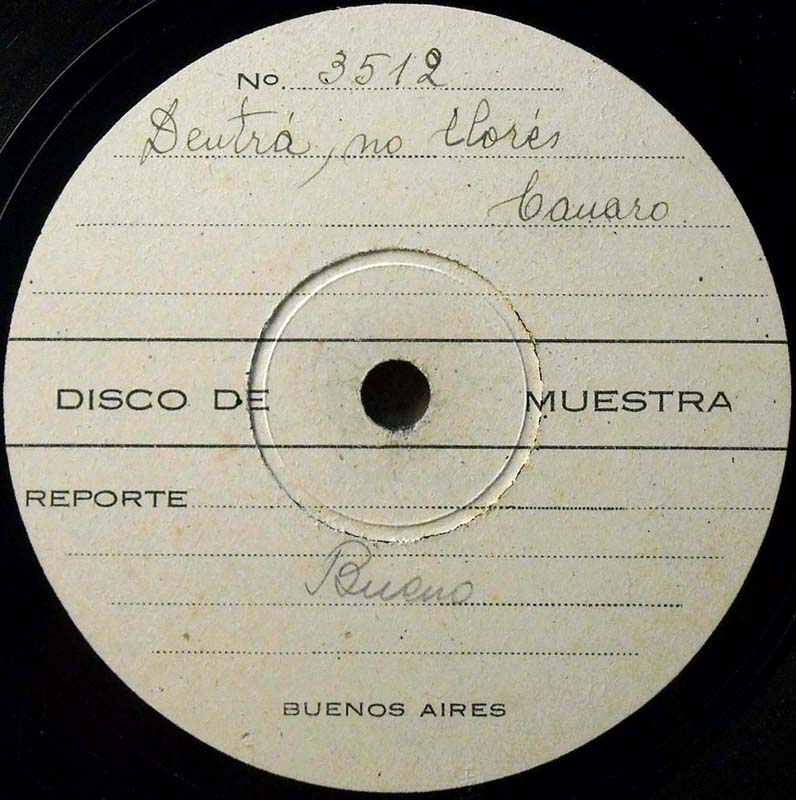 No. 3512
Dentrá, no llorés
Canaro
DISCO DE MUESTRA
REPORTE
Bueno
BUENOS AIRES